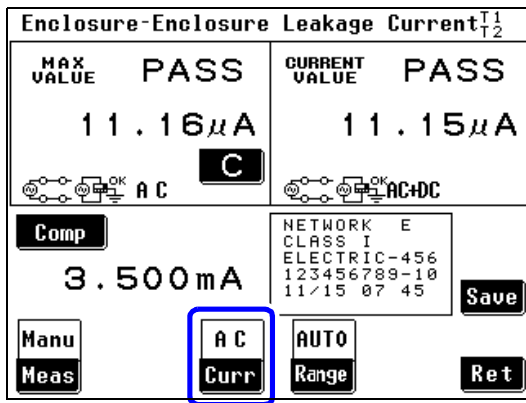 Enclosure-Enclosure Leakage Current T1 T2
MAX VALUE PASS
11.16μA
C
OK AC
CURRENT VALUE PASS
11.15μA
OK AC+DC
Comp
3.500mA
NETWORK E
CLASS I
ELECTRIC-456
123456789-10
11/15 07 45
Save
Manu
Meas
AC
Curr
AUTO
Range
Ret